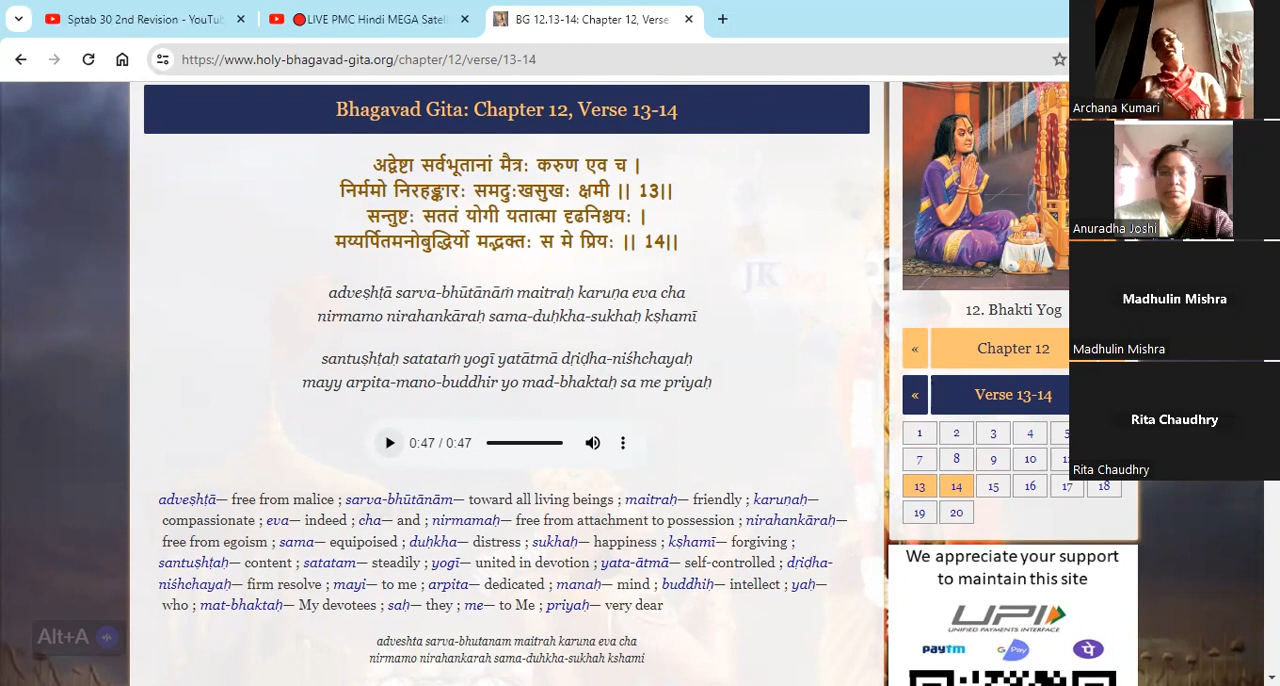 Sptab 30 2nd Revision - YouTu
LIVE PMC Hindi MEGA Satel
BG 12.13-14: Chapter 12, Verse
https://www.holy-bhagavad-gita.org/chapter/12/verse/13-14
Bhagavad Gita: Chapter 12, Verse 13-14
अद्वेष्टा सर्वभूतानां मैत्र: करुण एव च |
निर्ममो निरहङ्कार: समदु:खसुख: क्षमी || 13||
सन्तुष्ट: सततं योगी यतात्मा दृढनिश्चय: |
मय्यर्पितमनोबुद्धिर्यो मद्भक्त: स मे प्रिय: || 14||
JK
adveṣhṭā sarva-bhūtānāṁ maitraḥ karuṇa eva cha
nirmamo nirahankāraḥ sama-duḥkha-sukhaḥ kṣhamī
santuṣhṭaḥ satataṁ yogī yatātmā dṛiḍha-niśhchayaḥ
mayy arpita-mano-buddhir yo mad-bhaktaḥ sa me priyaḥ
0:47 / 0:47
adveṣhṭā— free from malice ; sarva-bhūtānām— toward all living beings ; maitraḥ— friendly ; karuṇaḥ—
compassionate ; eva— indeed ; cha— and ; nirmamaḥ— free from attachment to possession ; nirahankāraḥ—
free from egoism ; sama— equipoised ; duḥkha— distress ; sukhaḥ— happiness ; kṣhamī— forgiving ;
santuṣhṭaḥ— content ; satatam— steadily ; yogī— united in devotion ; yata-ātmā— self-controlled ; dṛiḍha-
niśhchayaḥ— firm resolve ; mayi— to me ; arpita— dedicated ; manaḥ— mind ; buddhiḥ— intellect ; yaḥ—
who ; mat-bhaktaḥ— My devotees ; saḥ— they ; me— to Me ; priyaḥ— very dear
adveshta sarva-bhutanam maitrah karuna eva cha
nirmamo nirahankarah sama-duhkha-sukhah kshami
Alt+A
12. Bhakti Yog
« Chapter 12
« Verse 13-14
1 2 3 4 5
7 8 9 10 1
13 14 15 16 17 18
19 20
We appreciate your support
to maintain this site
UPI
UNIFIED PAYMENTS INTERFACE
paytm G Pay पे
Archana Kumari
Anuradha Joshi
Madhulin Mishra
Madhulin Mishra
Rita Chaudhry
Rita Chaudhry